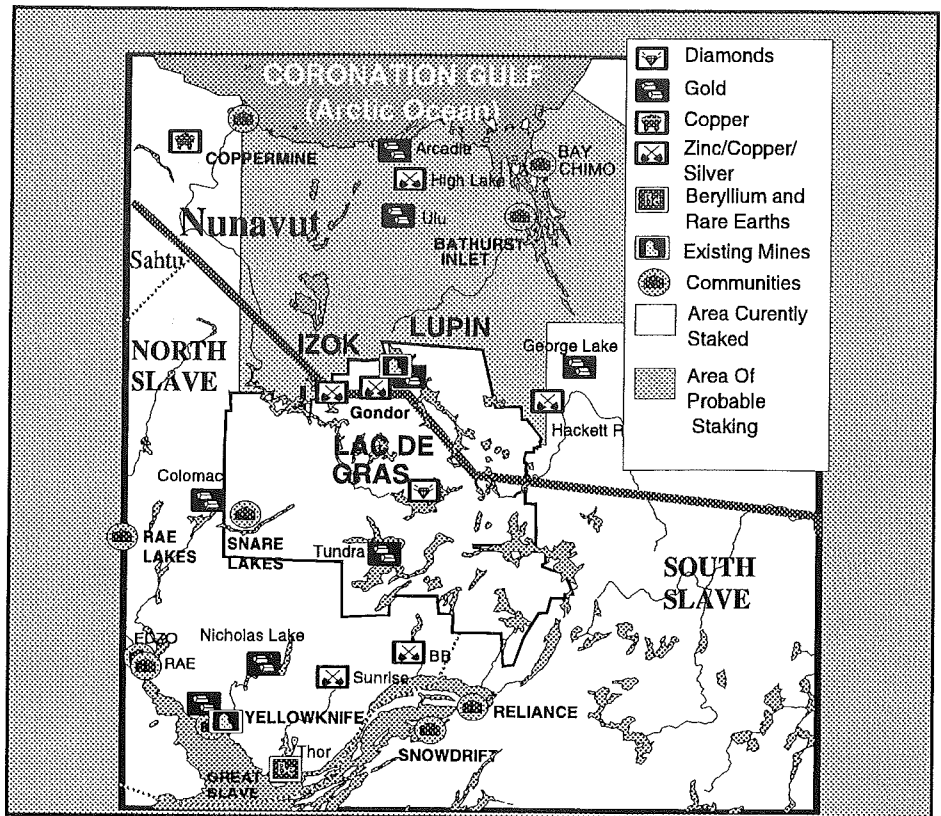 CORONATION GULF
(Arctic Ocean)
COPPERMINE
Arcadia
High Lake
BAY
CHIMO
Ulu
BATHURST
INLET
Nunavut
Sahtu
NORTH
SLAVE
IZOK
LUPIN
George Lake
Gondor
Hackett R
LAC DE
GRAS
Colomac
RAE
LAKES
SNARE
LAKES
Tundra
SOUTH
SLAVE
EDZO
RAE
Nicholas Lake
BB
Sunrise
YELLOWKNIFE
RELIANCE
SNOWDRIFT
Thor
GREAT
SLAVE
Diamonds
Gold
Copper
Zinc/Copper/
Silver
Beryllium and
Rare Earths
Existing Mines
Communities
Area Curently
Staked
Area Of
Probable
Staking